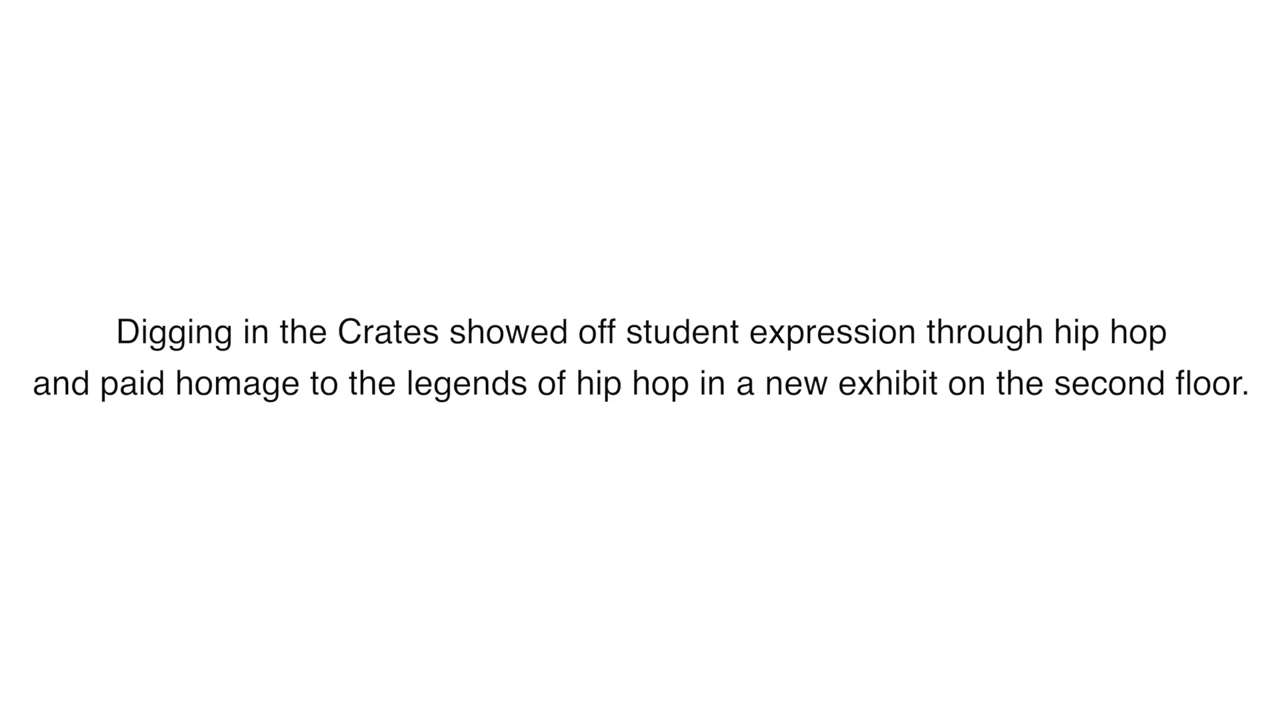 Digging in the Crates showed off student expression through hip hop
and paid homage to the legends of hip hop in a new exhibit on the second floor.